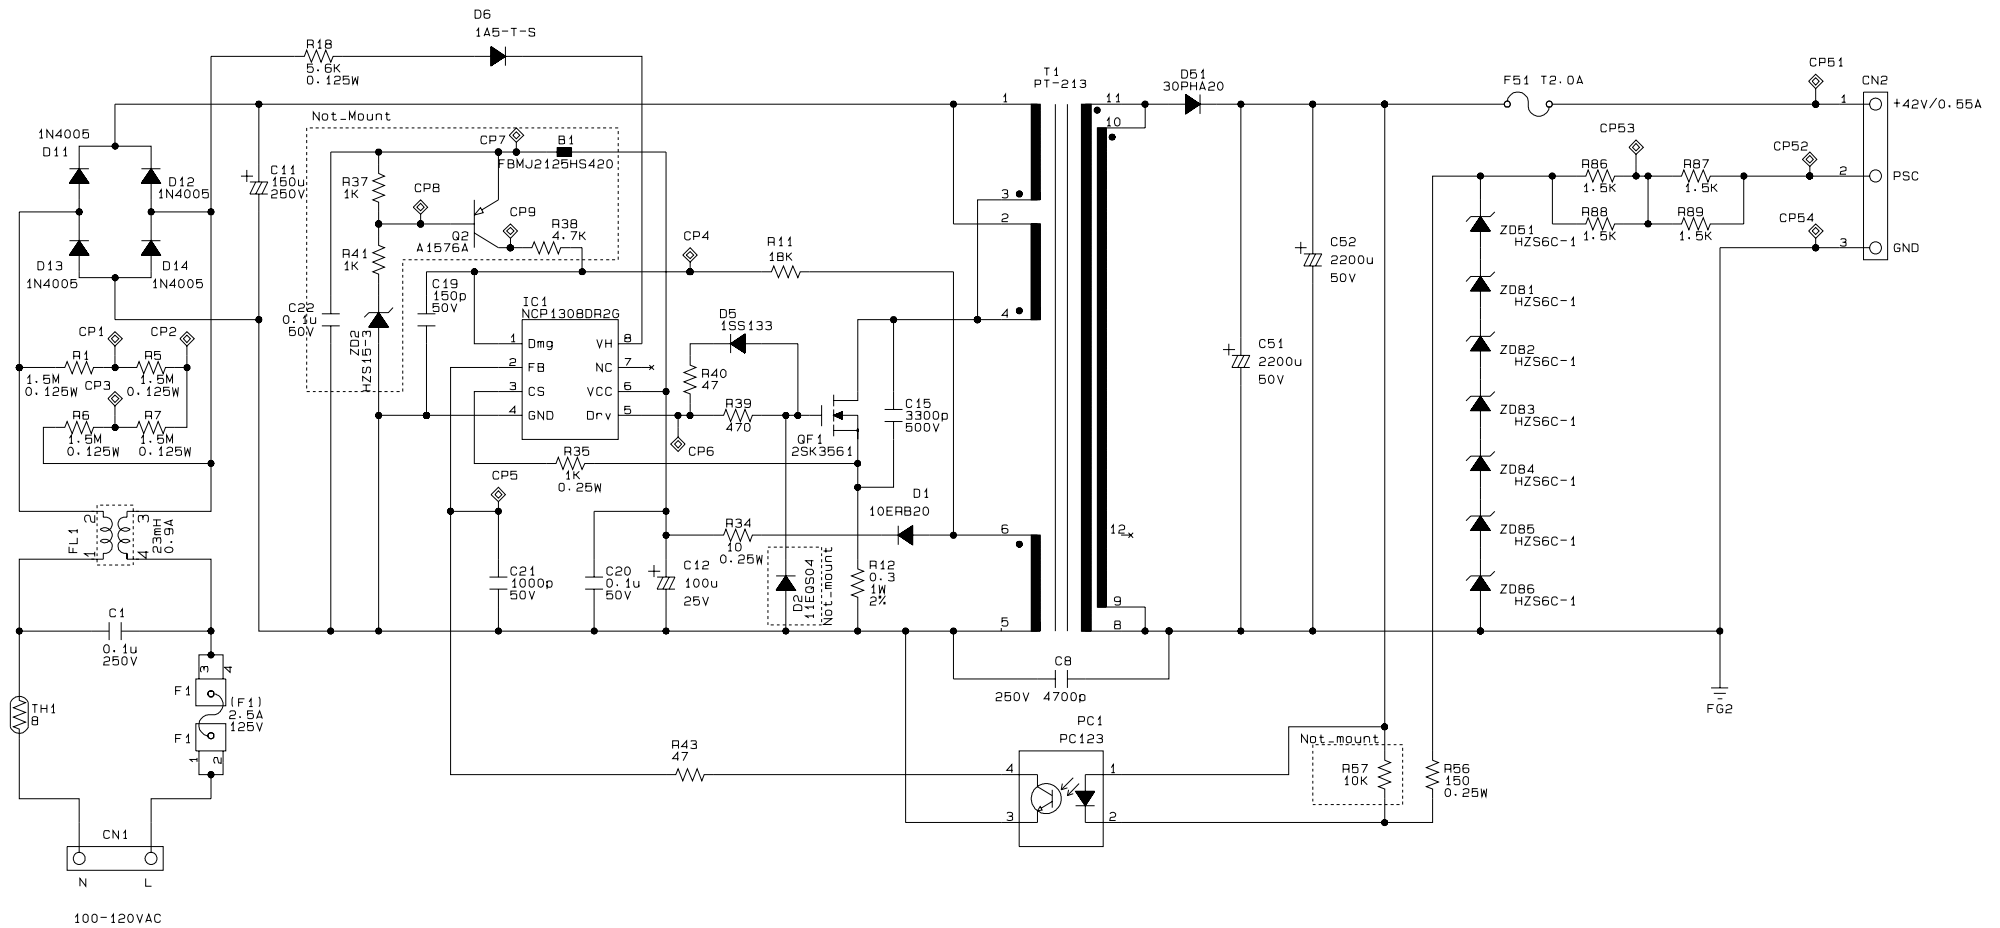 D6
1A5-T-S
R18
5.6K
0.125W
T1
PT-213
D51
30PHA20
F51 T2.0A
CP51
CN2
1
11
1
+42V/0.55A
Not_Mount
10
CP7
B1
FBMJ2125HS420
CP53
CP52
1N4005
D11
C11
150u
250V
R86
1.5K
R87
1.5K
2
PSC
D12
1N4005
R37
1K
CP8
3
CP9
2
R38
4.7K
R88
1.5K
R89
1.5K
CP54
3
GND
Q2
A1576A
CP4
R11
18K
C52
2200u
50V
ZD51
HZS6C-1
D13
1N4005
D14
1N4005
R41
1K
C19
150p
50V
ZD81
HZS6C-1
C22
0.1u
50V
IC1
NCP1308DR2G
4
D5
1SS133
ZD2
HZS15-3
CP1
CP2
1
Dmg
VH
8
2
FB
NC
7
3
CS
VCC
6
4
GND
Drv
5
C51
2200u
50V
ZD82
HZS6C-1
R1
1.5M
0.125W
R5
1.5M
0.125W
CP3
R40
47
R39
470
C15
3300p
500V
ZD83
HZS6C-1
R6
1.5M
0.125W
R7
1.5M
0.125W
CP6
QF1
2SK3561
R35
1K
0.25W
CP5
ZD84
HZS6C-1
FL1
2
1
3
4
23mH
0.9A
D1
10ERB20
R34
10
0.25W
6
12
ZD85
HZS6C-1
C21
1000p
50V
C20
0.1u
50V
C12
100u
25V
D2
11EQS04
Not_mount
R12
0.3
1W
2%
ZD86
HZS6C-1
C1
0.1u
250V
5
9
8
3
4
F1
(F1)
2.5A
125V
F1
1
2
TH1
8
C8
250V 4700p
FG2
PC1
PC123
R43
47
4
1
3
2
Not_mount
R57
10K
R56
150
0.25W
CN1
N
L
100-120VAC